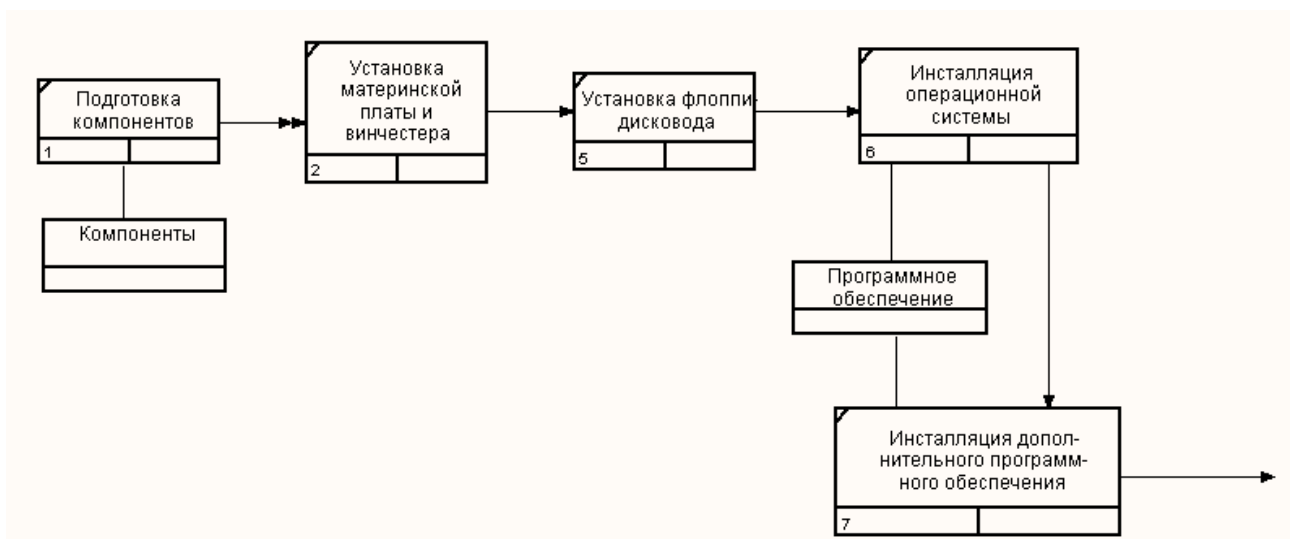 Подготовка
компонентов
1
Компоненты
Установка
материнской
платы и
винчестера
2
Установка флоппи-
дисковода
5
Инсталляция
операционной
системы
6
Программное
обеспечение
Инсталляция допол-
нительного программ-
ного обеспечения
7